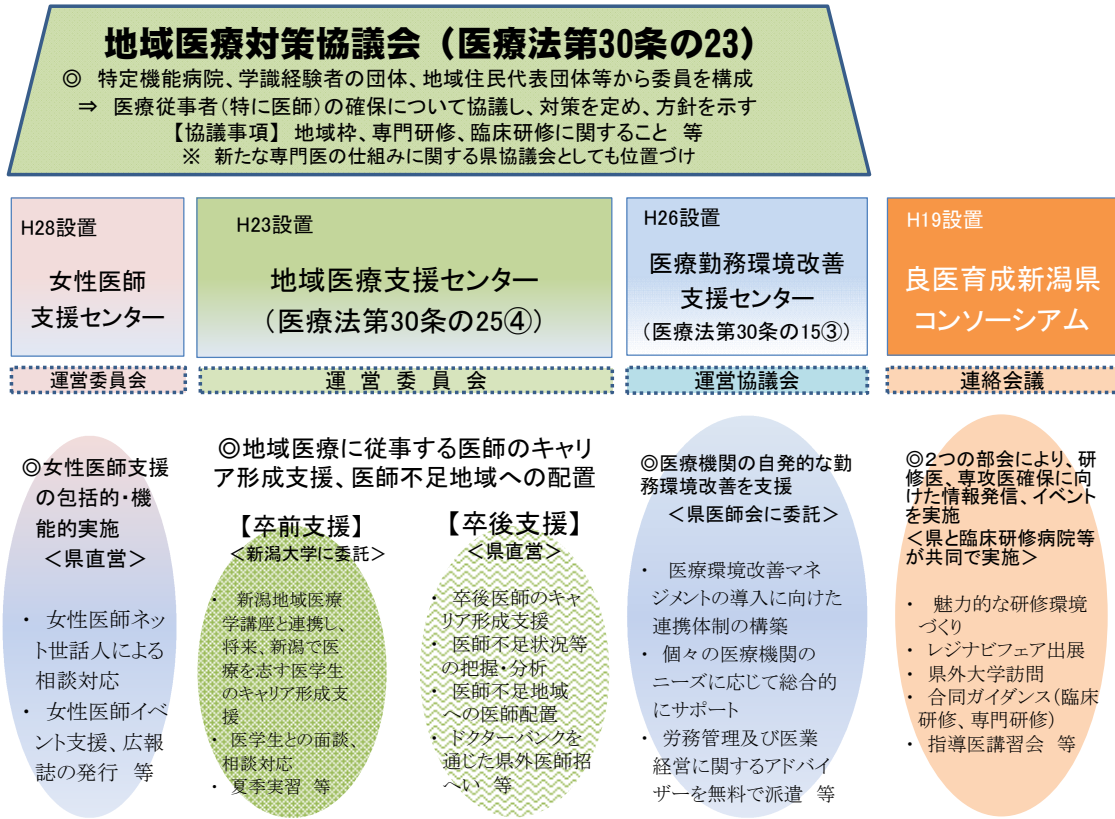 地域医療対策協議会（医療法第30条の23）
◎ 特定機能病院、学識経験者の団体、地域住民代表団体等から委員を構成
⇒ 医療従事者（特に医師）の確保について協議し、対策を定め、方針を示す
【協議事項】 地域枠、専門研修、臨床研修に関すること 等
※ 新たな専門医の仕組みに関する県協議会としても位置づけ
H28設置
女性医師
支援センター
運営委員会
◎女性医師支援
の包括的・機
能的実施
＜県直営＞
・ 女性医師ネッ
ト世話人による
相談対応
・ 女性医師イベ
ント支援、広報
誌の発行 等
H23設置
地域医療支援センター
（医療法第30条の25④）
運営委員会
◎地域医療に従事する医師のキャリ
ア形成支援、医師不足地域への配置
【卒前支援】
＜新潟大学に委託＞
・ 新潟地域医療
学講座と連携し、
将来、新潟で医
療を志す医学生
のキャリア形成支
援
・ 医学生との面談、
相談対応
・ 夏季実習 等
【卒後支援】
＜県直営＞
・ 卒後医師のキャ
リア形成支援
・ 医師不足状況等
の把握・分析
・ 医師不足地域
への医師配置
・ ドクターバンクを
通じた県外医師招
へい 等
H26設置
医療勤務環境改善
支援センター
（医療法第30条の15③）
運営協議会
◎医療機関の自発的な勤
務環境改善を支援
＜県医師会に委託＞
・ 医療環境改善マネ
ジメントの導入に向けた
連携体制の構築
・ 個々の医療機関の
ニーズに応じて総合的
にサポート
・ 労務管理及び医業
経営に関するアドバイ
ザーを無料で派遣 等
H19設置
良医育成新潟県
コンソーシアム
連絡会議
◎２つの部会により、研
修医、専攻医確保に向
けた情報発信、イベント
を実施
＜県と臨床研修病院等
が共同で実施＞
・ 魅力的な研修環境
づくり
・ レジナビフェア出展
・ 県外大学訪問
・ 合同ガイダンス（臨床
研修、専門研修）
・ 指導医講習会 等